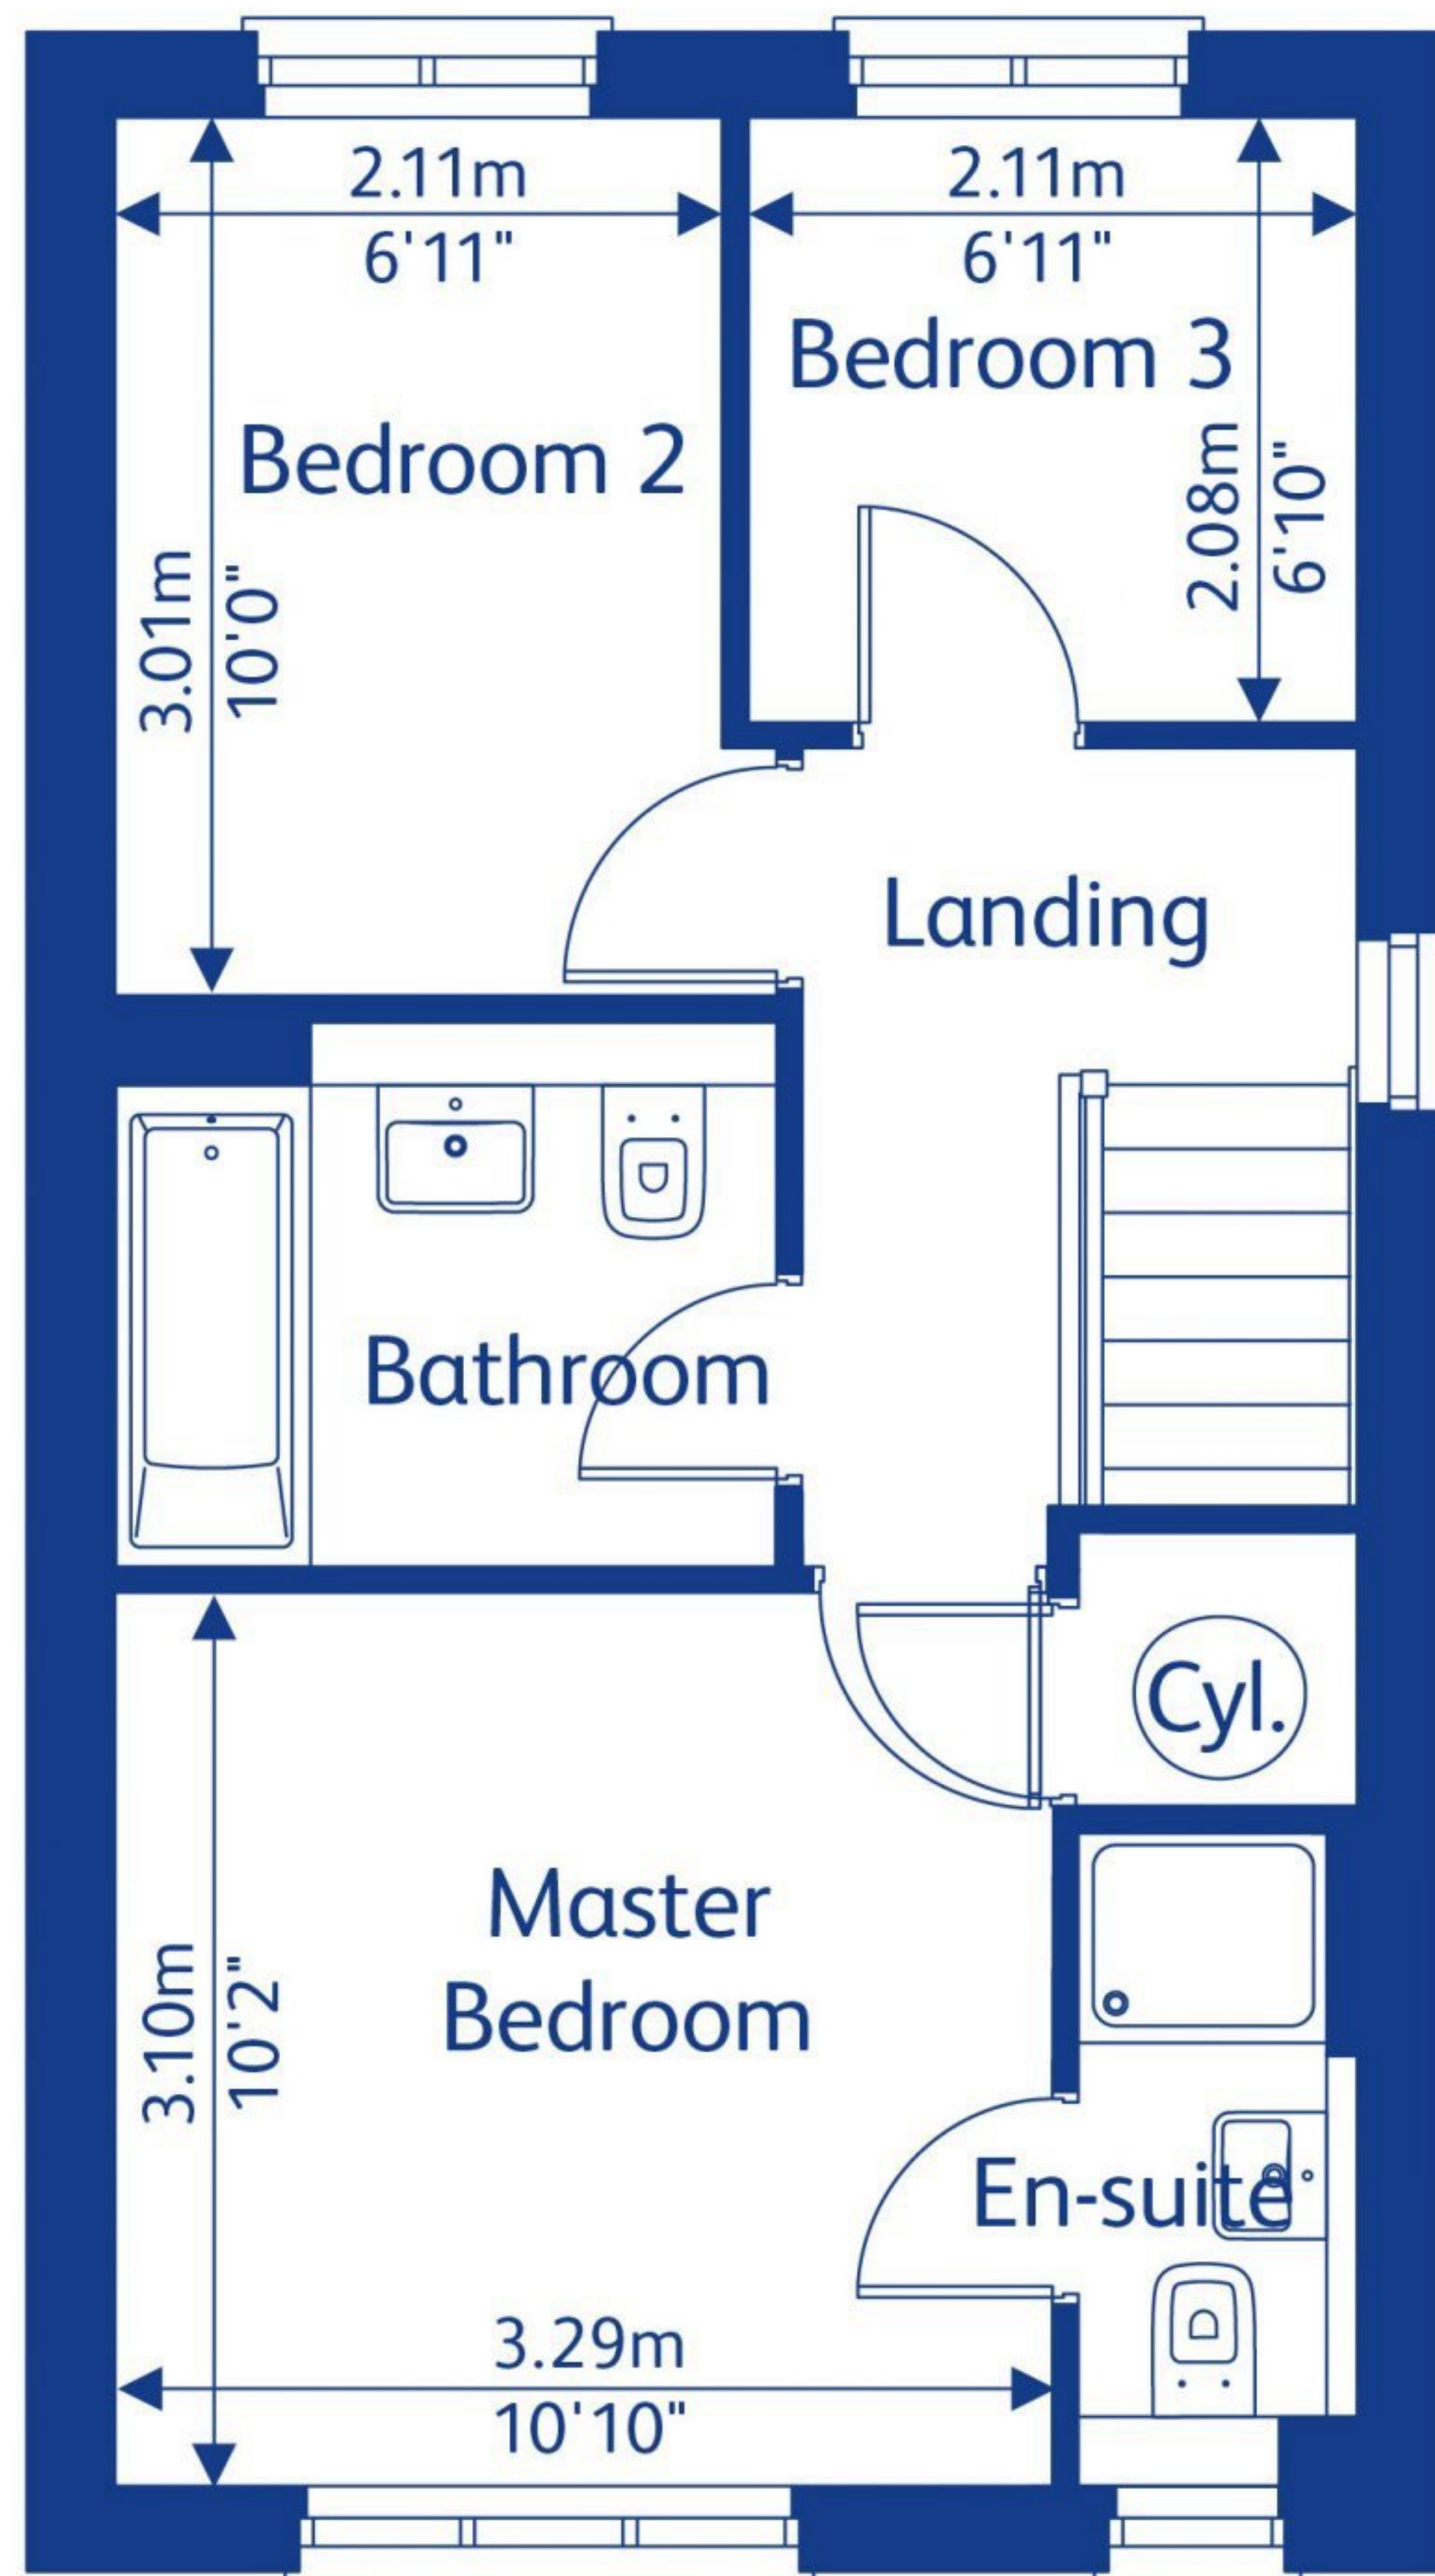 2.11m
6'11"
Bedroom 2
3.01m
10'0"
2.11m
6'11"
Bedroom 3
2.08m
6'10"
Landing
Bathroom
Cyl.
Master
Bedroom
3.10m
10'2"
3.29m
10'10"
En-suite